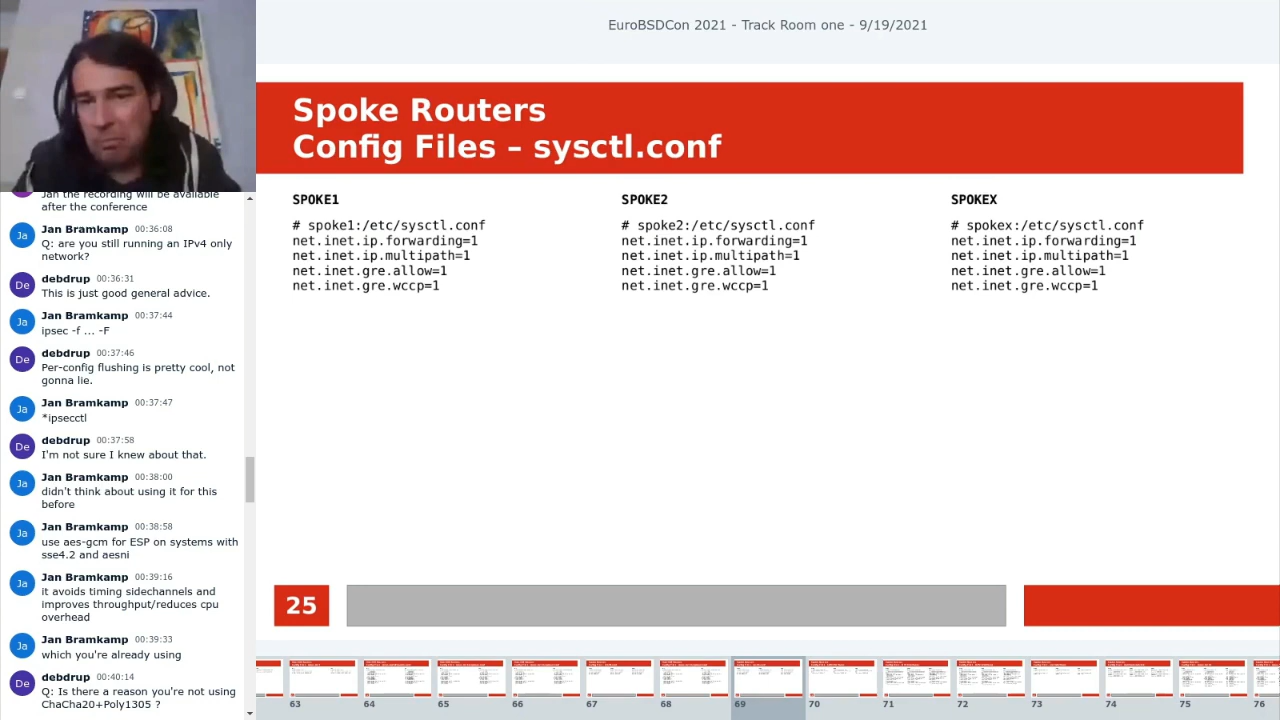 EuroBSDCon 2021 - Track Room one - 9/19/2021
Spoke Routers
Config Files – sysctl.conf
SPOKE1
# spoke1:/etc/sysctl.conf
net.inet.ip.forwarding=1
net.inet.ip.multipath=1
net.inet.gre.allow=1
net.inet.gre.wccp=1
SPOKE2
# spoke2:/etc/sysctl.conf
net.inet.ip.forwarding=1
net.inet.ip.multipath=1
net.inet.gre.allow=1
net.inet.gre.wccp=1
SPOKEX
# spokex:/etc/sysctl.conf
net.inet.ip.forwarding=1
net.inet.ip.multipath=1
net.inet.gre.allow=1
net.inet.gre.wccp=1
25
Jan the recording will be available
after the conference
Ja
Jan Bramkamp 00:36:08
Q: are you still running an IPv4 only
network?
De
debdrup 00:36:31
This is just good general advice.
Ja
Jan Bramkamp 00:37:44
ipsec -f ... -F
De
debdrup 00:37:46
Per-config flushing is pretty cool, not
gonna lie.
Ja
Jan Bramkamp 00:37:47
*ipsecctl
De
debdrup 00:37:58
I'm not sure I knew about that.
Ja
Jan Bramkamp 00:38:00
didn't think about using it for this
before
Ja
Jan Bramkamp 00:38:58
use aes-gcm for ESP on systems with
sse4.2 and aesni
Ja
Jan Bramkamp 00:39:16
it avoids timing sidechannels and
improves throughput/reduces cpu
overhead
Ja
Jan Bramkamp 00:39:33
which you're already using
De
debdrup 00:40:14
Q: Is there a reason you're not using
ChaCha20+Poly1305 ?
63 64 65 66 67 68 69 70 71 72 73 74 75 76